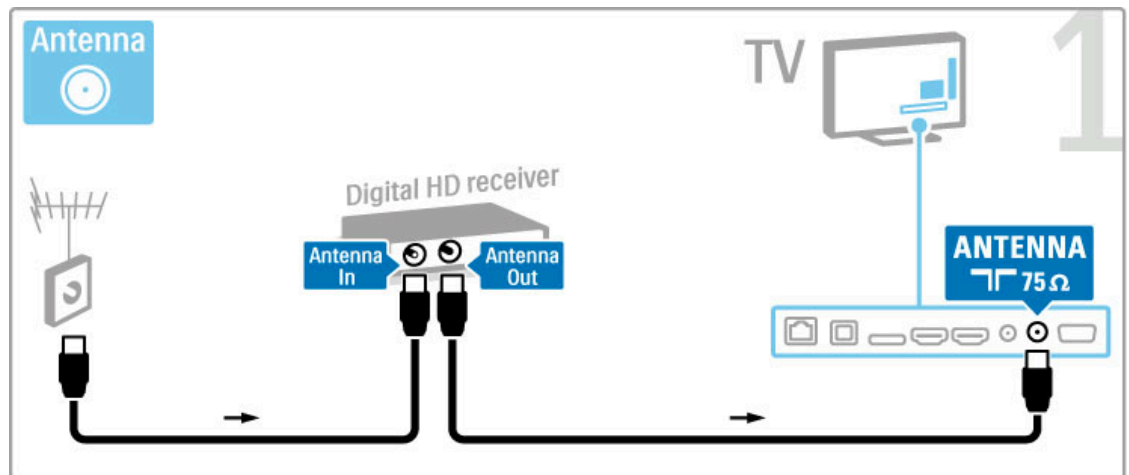 Antenna
TV
1
Digital HD receiver
Antenna
In
Antenna
Out
ANTENNA
75 Ω